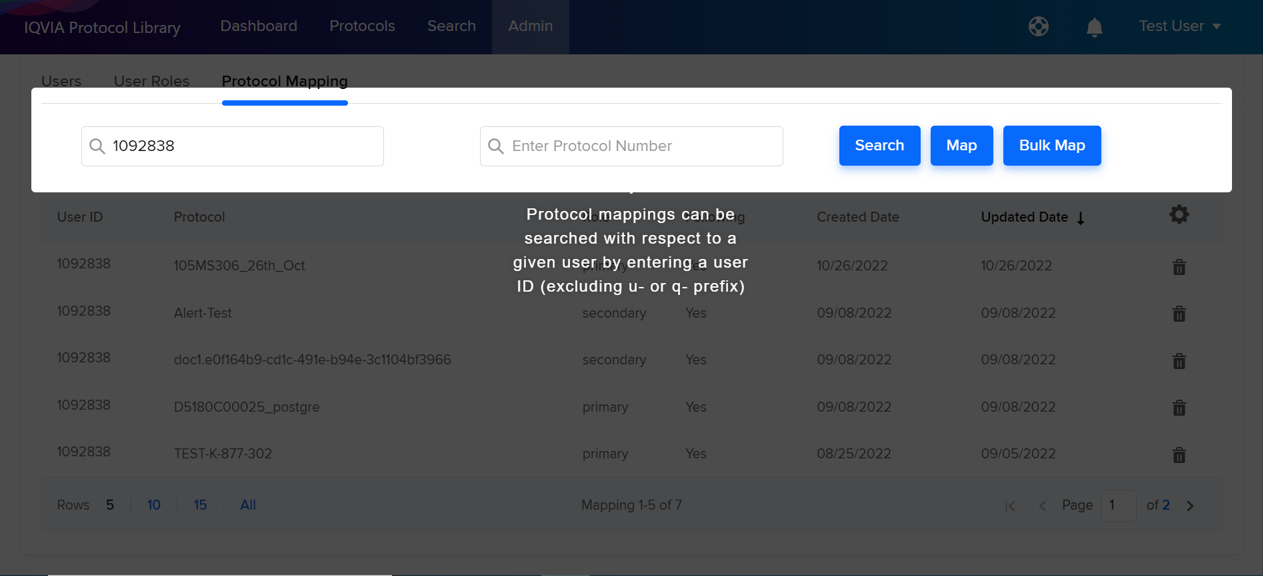 IQVIA Protocol Library Dashboard Protocols Search Admin Test User
Users User Roles Protocol Mapping
1092838 Enter Protocol Number Search Map Bulk Map
User ID Protocol Created Date Updated Date
Protocol mappings can be
searched with respect to a
given user by entering a user
ID (excluding u- or q- prefix)
1092838 105MS306_26th_Oct primary 10/26/2022 10/26/2022
1092838 Alert-Test secondary Yes 09/08/2022 09/08/2022
1092838 doc1.e0f164b9-cd1c-491e-b94e-3c1104bf3966 secondary Yes 09/08/2022 09/08/2022
1092838 D5180C00025_postgre primary Yes 09/08/2022 09/08/2022
1092838 TEST-K-877-302 primary Yes 08/25/2022 09/05/2022
Rows 5 10 15 All Mapping 1-5 of 7 Page 1 of 2